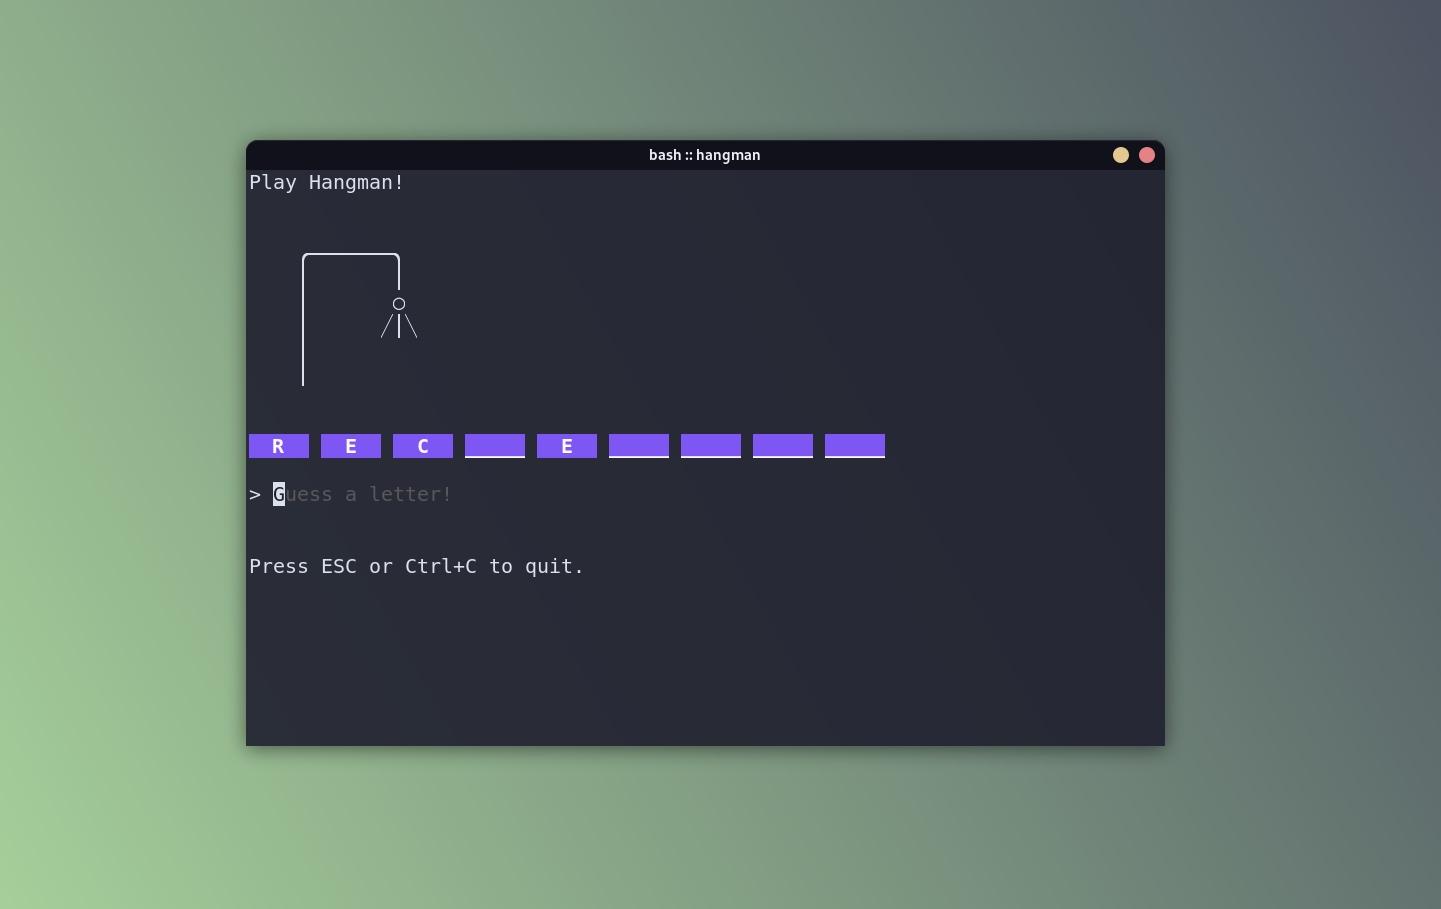 bash :: hangman
Play Hangman!
R E C _ E _ _ _ _
> Guess a letter!
Press ESC or Ctrl+C to quit.